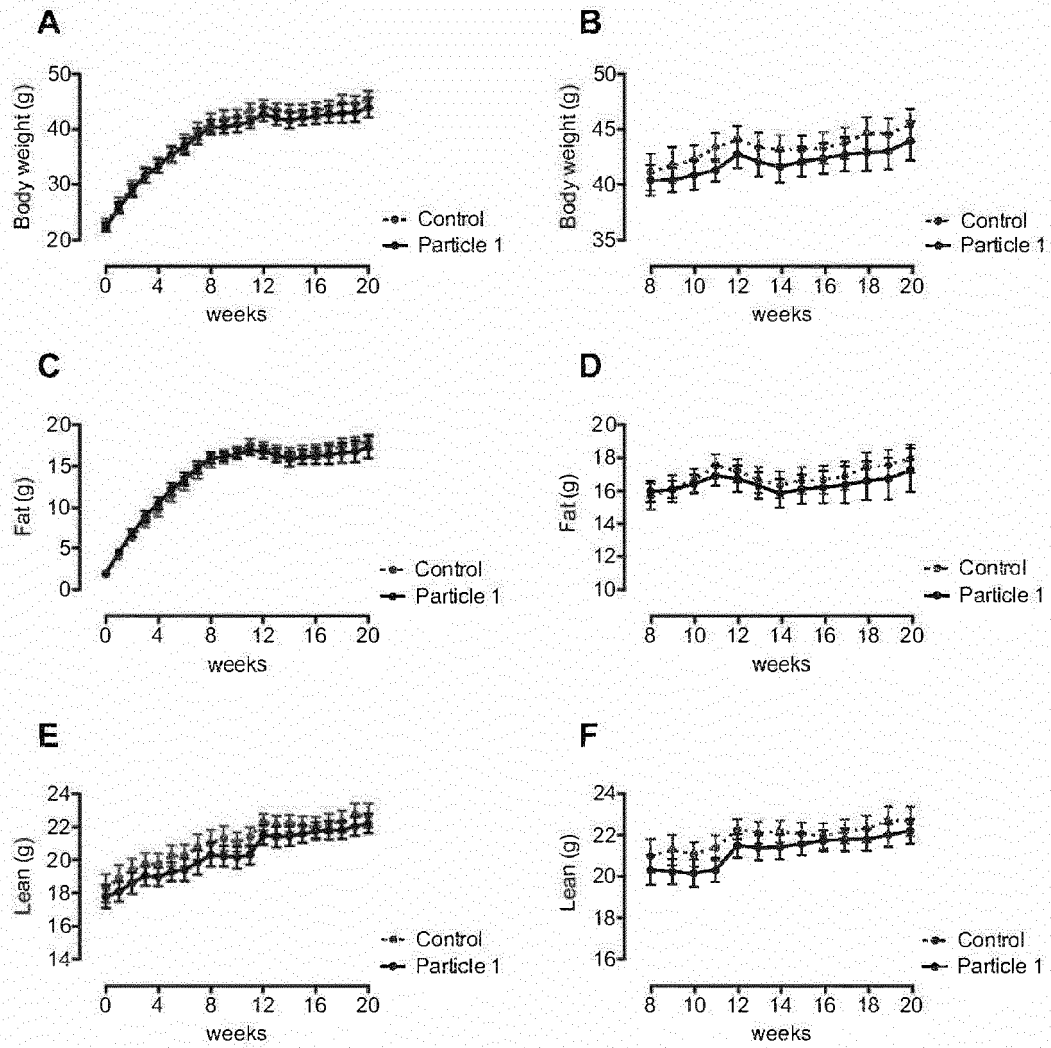 A
Body weight (g)
50
40
30
20
0 4 8 12 16 20
weeks
Control
Particle 1
B
Body weight (g)
50
45
40
35
8 10 12 14 16 18 20
weeks
Control
Particle 1
C
Fat (g)
20
15
10
5
0
0 4 8 12 16 20
weeks
Control
Particle 1
D
Fat (g)
20
18
16
14
12
10
8 10 12 14 16 18 20
weeks
Control
Particle 1
E
Lean (g)
24
22
20
18
16
14
0 4 8 12 16 20
weeks
Control
Particle 1
F
Lean (g)
24
22
20
18
16
8 10 12 14 16 18 20
weeks
Control
Particle 1